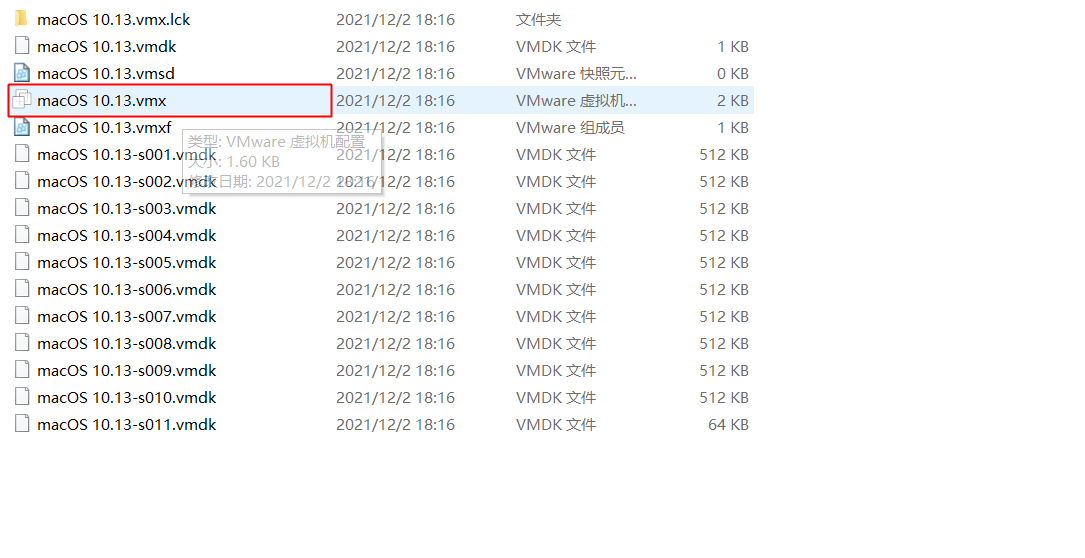 macOS 10.13.vmx.lck 2021/12/2 18:16 文件夹
macOS 10.13.vmdk 2021/12/2 18:16 VMDK 文件 1 KB
macOS 10.13.vmsd 2021/12/2 18:16 VMware 快照元... 0 KB
macOS 10.13.vmx 2021/12/2 18:16 VMware 虚拟机... 2 KB
macOS 10.13.vmxf 2021/12/2 18:16 VMware 组成员 1 KB
类型: VMware 虚拟机配置
macOS 10.13-s001.vmdk 2021/12/2 18:16 VMDK 文件 512 KB
大小: 1.60 KB
macOS 10.13-s002.vmdk 2021/12/2 18:16 VMDK 文件 512 KB
修改日期: 2021/12/2 18:16
macOS 10.13-s003.vmdk 2021/12/2 18:16 VMDK 文件 512 KB
macOS 10.13-s004.vmdk 2021/12/2 18:16 VMDK 文件 512 KB
macOS 10.13-s005.vmdk 2021/12/2 18:16 VMDK 文件 512 KB
macOS 10.13-s006.vmdk 2021/12/2 18:16 VMDK 文件 512 KB
macOS 10.13-s007.vmdk 2021/12/2 18:16 VMDK 文件 512 KB
macOS 10.13-s008.vmdk 2021/12/2 18:16 VMDK 文件 512 KB
macOS 10.13-s009.vmdk 2021/12/2 18:16 VMDK 文件 512 KB
macOS 10.13-s010.vmdk 2021/12/2 18:16 VMDK 文件 512 KB
macOS 10.13-s011.vmdk 2021/12/2 18:16 VMDK 文件 64 KB